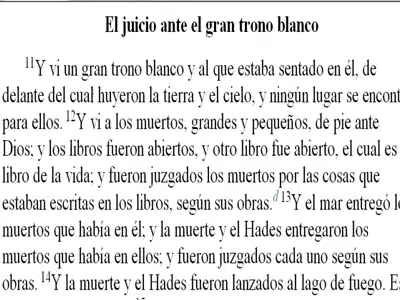 El juicio ante el gran trono blanco
11Y vi un gran trono blanco y al que estaba sentado en él, de
delante del cual huyeron la tierra y el cielo, y ningún lugar se encont
para ellos. 12Y vi a los muertos, grandes y pequeños, de pie ante
Dios; y los libros fueron abiertos, y otro libro fue abierto, el cual es
libro de la vida; y fueron juzgados los muertos por las cosas que
estaban escritas en los libros, según sus obras.d 13Y el mar entregó l
muertos que había en él; y la muerte y el Hades entregaron los
muertos que había en ellos; y fueron juzgados cada uno según sus
obras. 14Y la muerte y el Hades fueron lanzados al lago de fuego. E